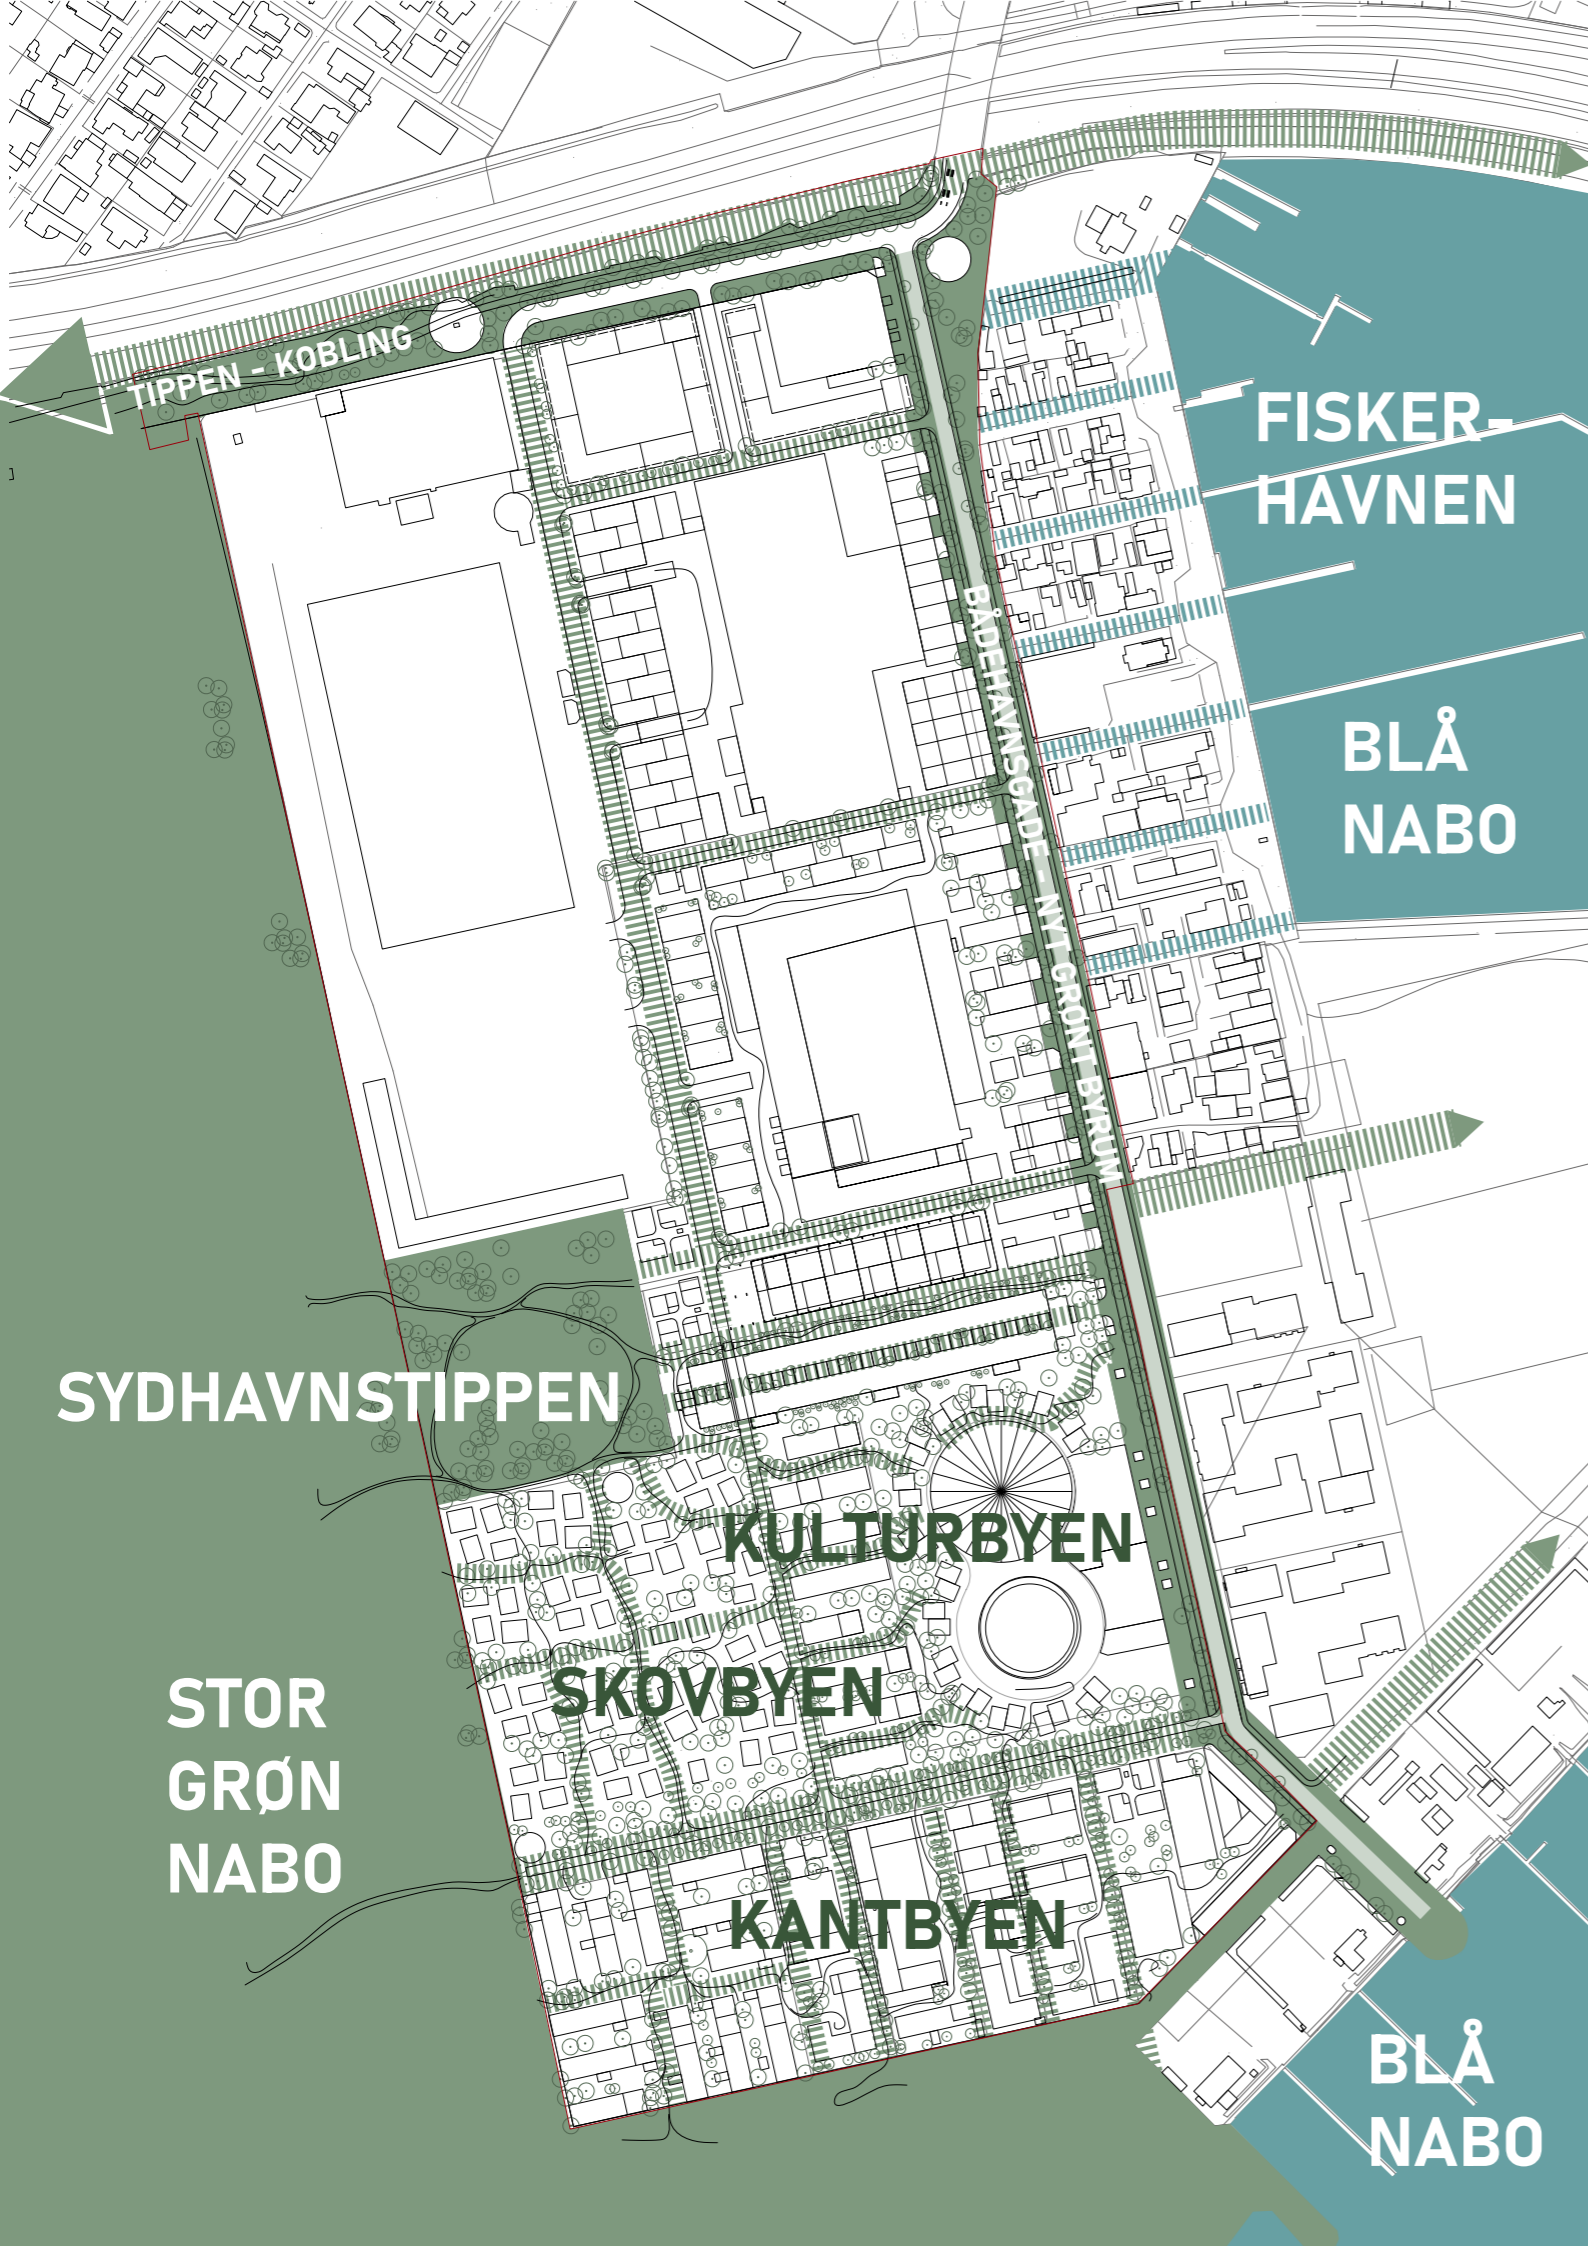 TIPPEN - KOBLING
FISKER-
HAVNEN
BÅDEHAVNSGADE - NYT GRØNT BYRUM
BLÅ
NABO
SYDHAVNSTIPPEN
KULTURBYEN
SKOVBYEN
STOR
GRØN
NABO
KANTBYEN
BLÅ
NABO